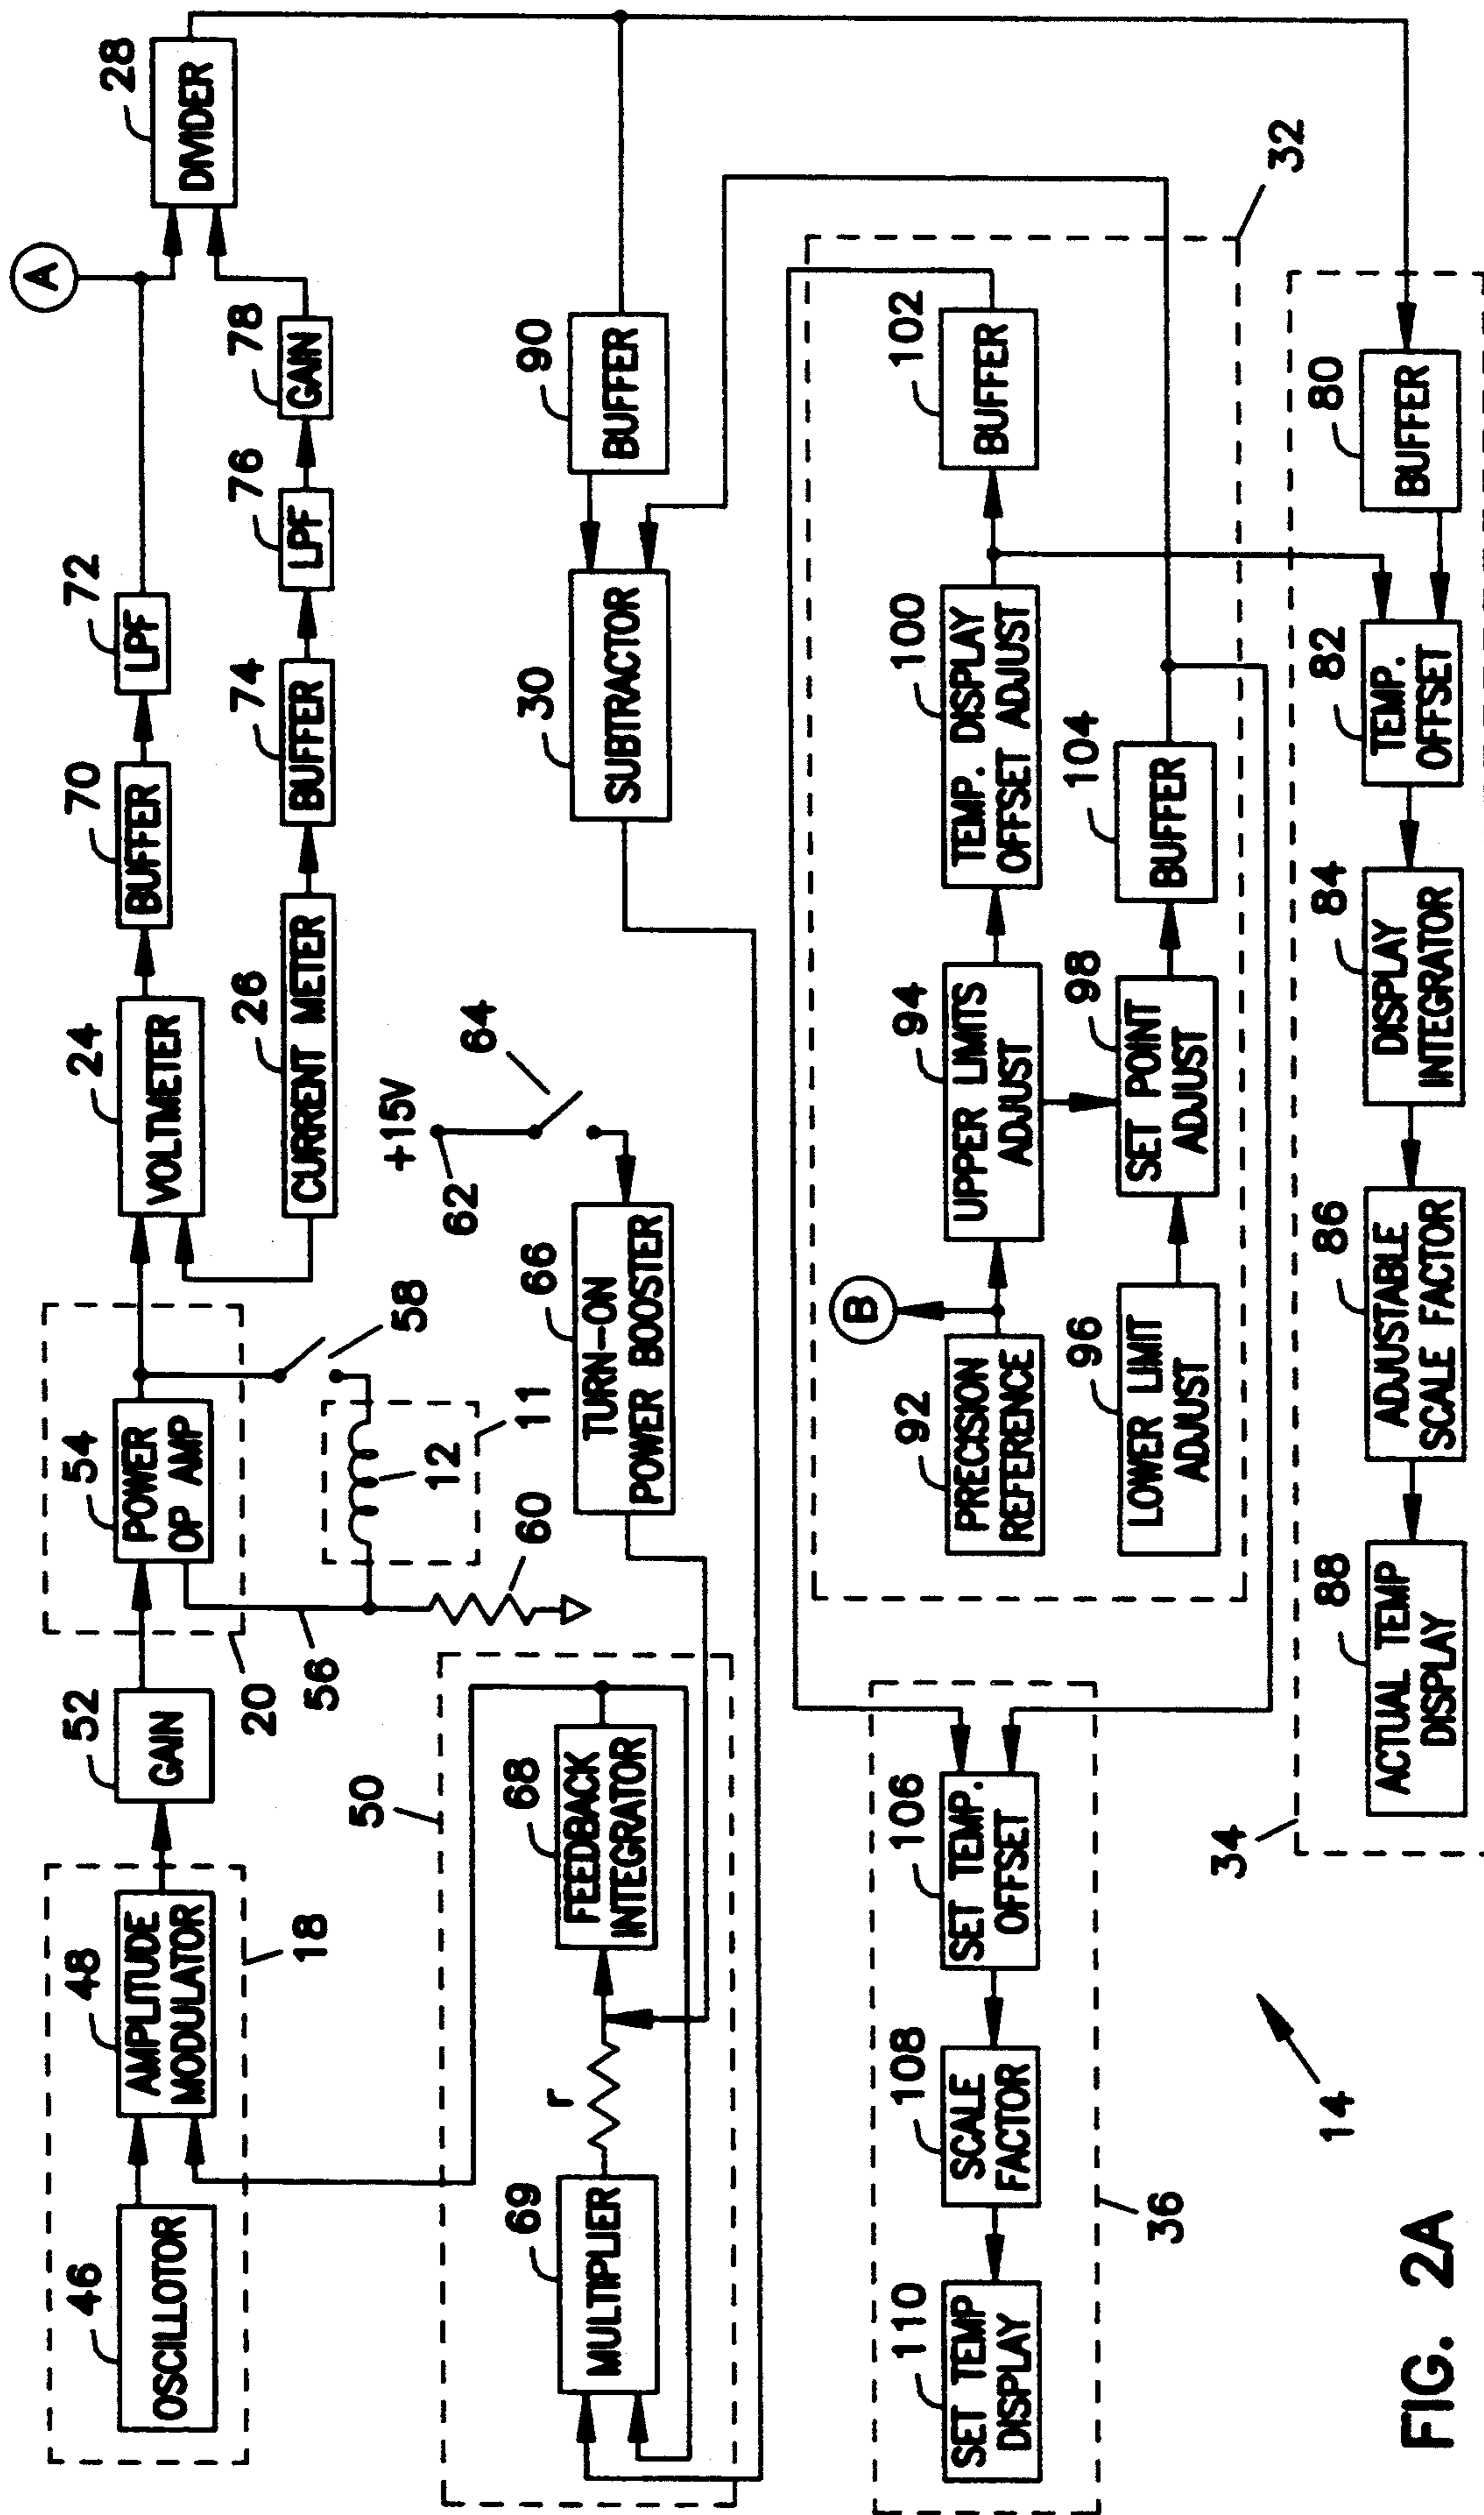 46
OSCILLOTOR
48
AMPLITUDE
MODULATOR
18
52
GAIN
54
POWER
OP AMP
20
56
58
12
11
60
24
VOLTMETER
26
CURRENT METER
70
BUFFER
72
LPF
74
BUFFER
76
LPF
78
GAIN
A
28
DIVIDER
50
69
MULTIPLIER
r
68
FEEDBACK
INTEGRATOR
66
TURN-ON
POWER BOOSTER
+15V
62
64
30
SUBTRACTOR
90
BUFFER
32
110
SET TEMP
DISPLAY
108
SCALE
FACTOR
106
SET TEMP.
OFFSET
36
92
PRECISION
REFERENCE
B
94
UPPER LIMITS
ADJUST
100
TEMP. DISPLAY
OFFSET ADJUST
102
BUFFER
96
LOWER LIMIT
ADJUST
98
SET POINT
ADJUST
104
BUFFER
14
34
88
ACTUAL TEMP
DISPLAY
86
ADJUSTABLE
SCALE FACTOR
84
DISPLAY
INTEGRATOR
82
TEMP.
OFFSET
80
BUFFER
FIG. 2A